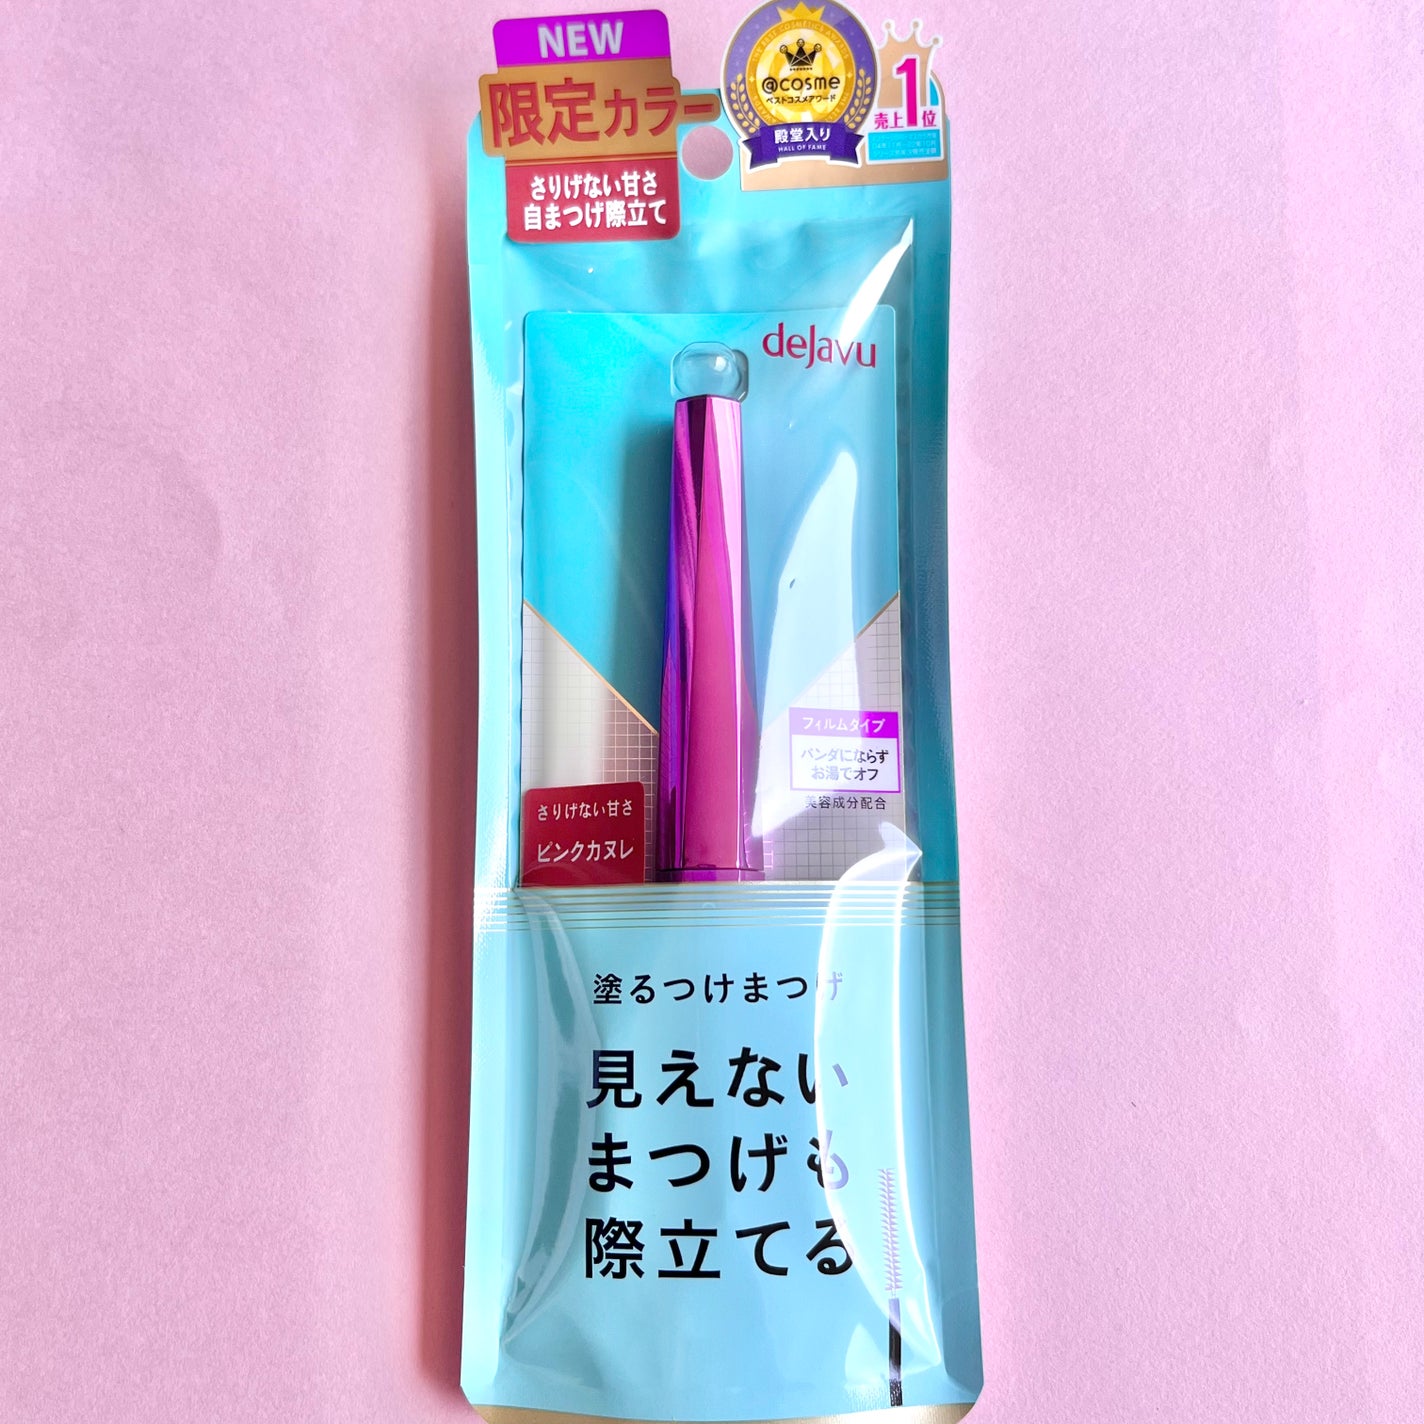 NEW
限定カラー
さりげない甘さ
自まつげ際立て
@cosme
ベストコスメアワード
殿堂入り
HALL OF FAME
売上1位
dejavu
フィルムタイプ
パンダにならず
お湯でオフ
美容成分配合
さりげない甘さ
ピンクカヌレ
塗るつけまつげ
見えない
まつげも
際立てる